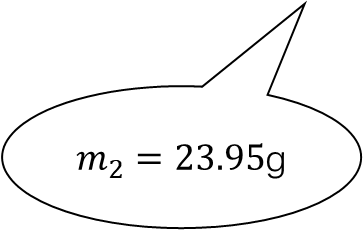 m₂ = 23.95g